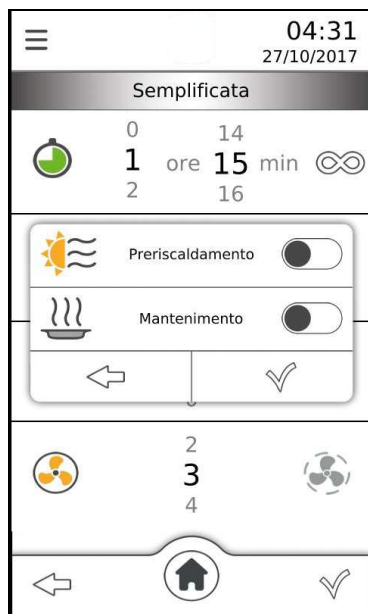 04:31
27/10/2017
Semplificata
0 14
1 ore 15 min
2 16
Preriscaldamento
Mantenimento
2
3
4